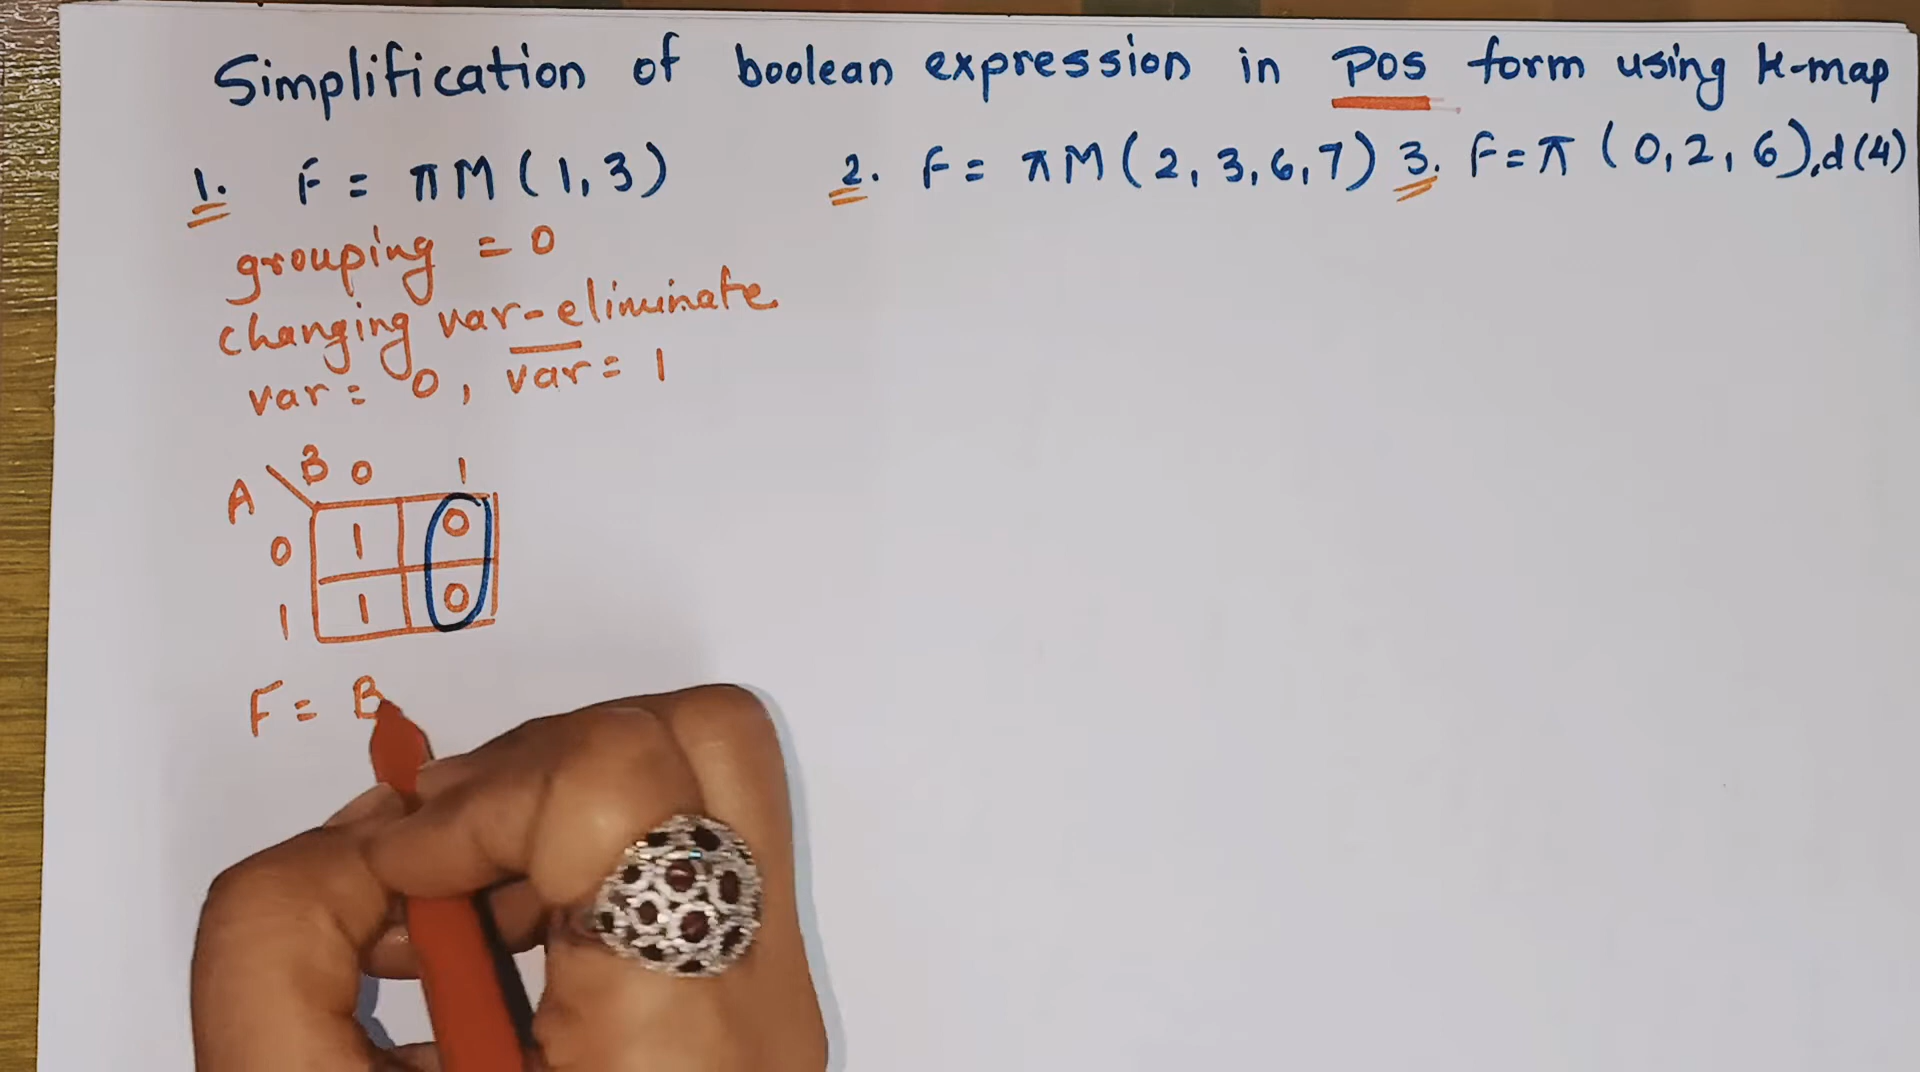 Simplification of boolean expression in POS form using k-map
1. F = πM(1,3)
2. F = πM(2,3,6,7)
3. F=π(0,2,6),d(4)
grouping = 0
changing var-eliminate
var = 0, v̅a̅r̅ = 1
A \ B 0 1
0 1 0
1 1 0
F = B